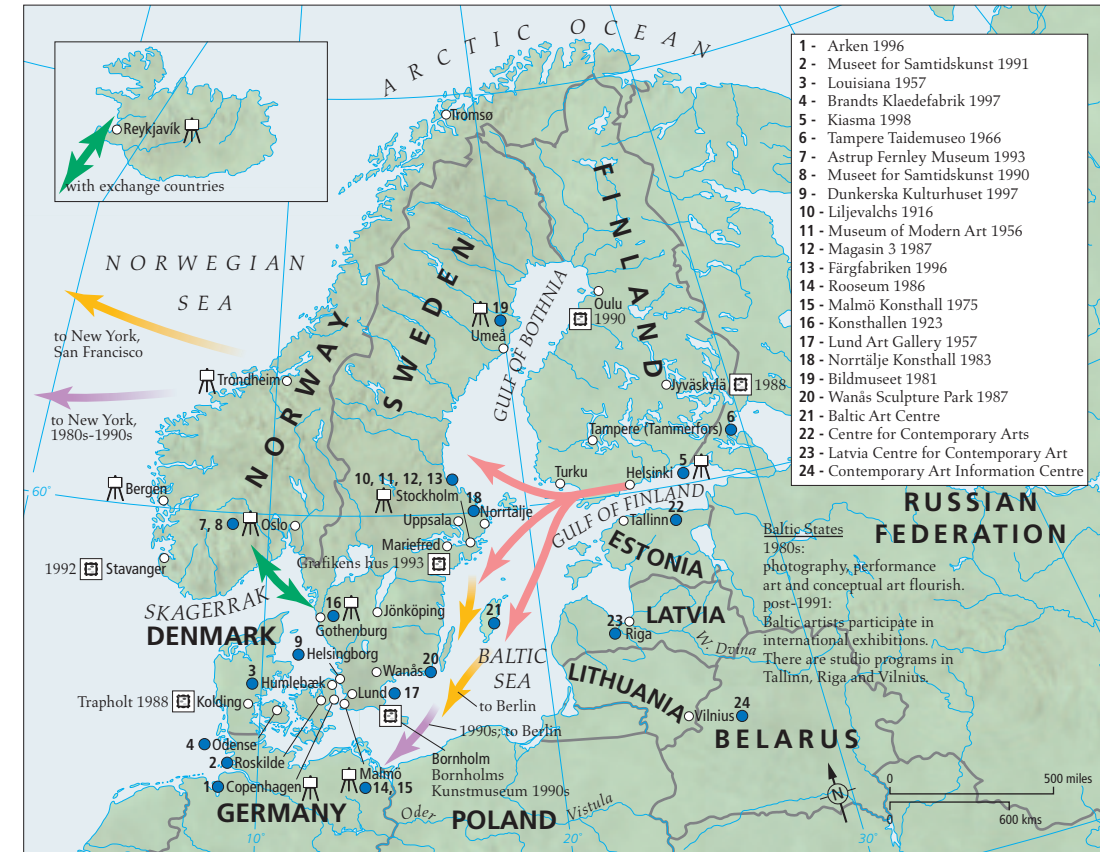 ARCTIC OCEAN
Reykjavík
with exchange countries
Tromsø
1 - Arken 1996
2 - Museet for Samtidskunst 1991
3 - Louisiana 1957
4 - Brandts Klaedefabrik 1997
5 - Kiasma 1998
6 - Tampere Taidemuseo 1966
7 - Astrup Fernley Museum 1993
8 - Museet for Samtidskunst 1990
9 - Dunkerska Kulturhuset 1997
10 - Liljevalchs 1916
11 - Museum of Modern Art 1956
12 - Magasin 3 1987
13 - Färgfabriken 1996
14 - Rooseum 1986
15 - Malmö Konsthall 1975
16 - Konsthallen 1923
17 - Lund Art Gallery 1957
18 - Norrtälje Konsthall 1983
19 - Bildmuseet 1981
20 - Wanås Sculpture Park 1987
21 - Baltic Art Centre
22 - Centre for Contemporary Arts
23 - Latvia Centre for Contemporary Art
24 - Contemporary Art Information Centre
NORWEGIAN
SEA
FINLAND
SWEDEN
NORWAY
GULF OF BOTHNIA
19
Umeå
Oulu
1990
to New York,
San Francisco
Trondheim
to New York,
1980s-1990s
Jyväskylä
1988
6
Tampere (Tammerfors)
5
Turku
Helsinki
GULF OF FINLAND
60°
Bergen
10, 11, 12, 13
Stockholm
18
Norrtälje
Uppsala
22
Tallinn
RUSSIAN
FEDERATION
7, 8
Oslo
Mariefred
Grafikens hus 1993
ESTONIA
Baltic States
1980s:
photography, performance
art and conceptual art flourish.
post-1991:
Baltic artists participate in
international exhibitions.
There are studio programs in
Tallinn, Riga and Vilnius.
1992
Stavanger
SKAGERRAK
16
Gothenburg
Jönköping
21
LATVIA
23
Riga
W. Dvina
DENMARK
9
Helsingborg
BALTIC
SEA
3
Humlebæk
Wanås
20
LITHUANIA
Trapholt 1988
Kolding
Lund
17
to Berlin
Vilnius
24
4
Odense
1990s; to Berlin
BELARUS
2
Roskilde
Bornholm
Bornholms
Kunstmuseum 1990s
1
Copenhagen
Malmö
14, 15
GERMANY
Oder
POLAND
Vistula
N
0
500 miles
0
600 kms
10°
20°
30°